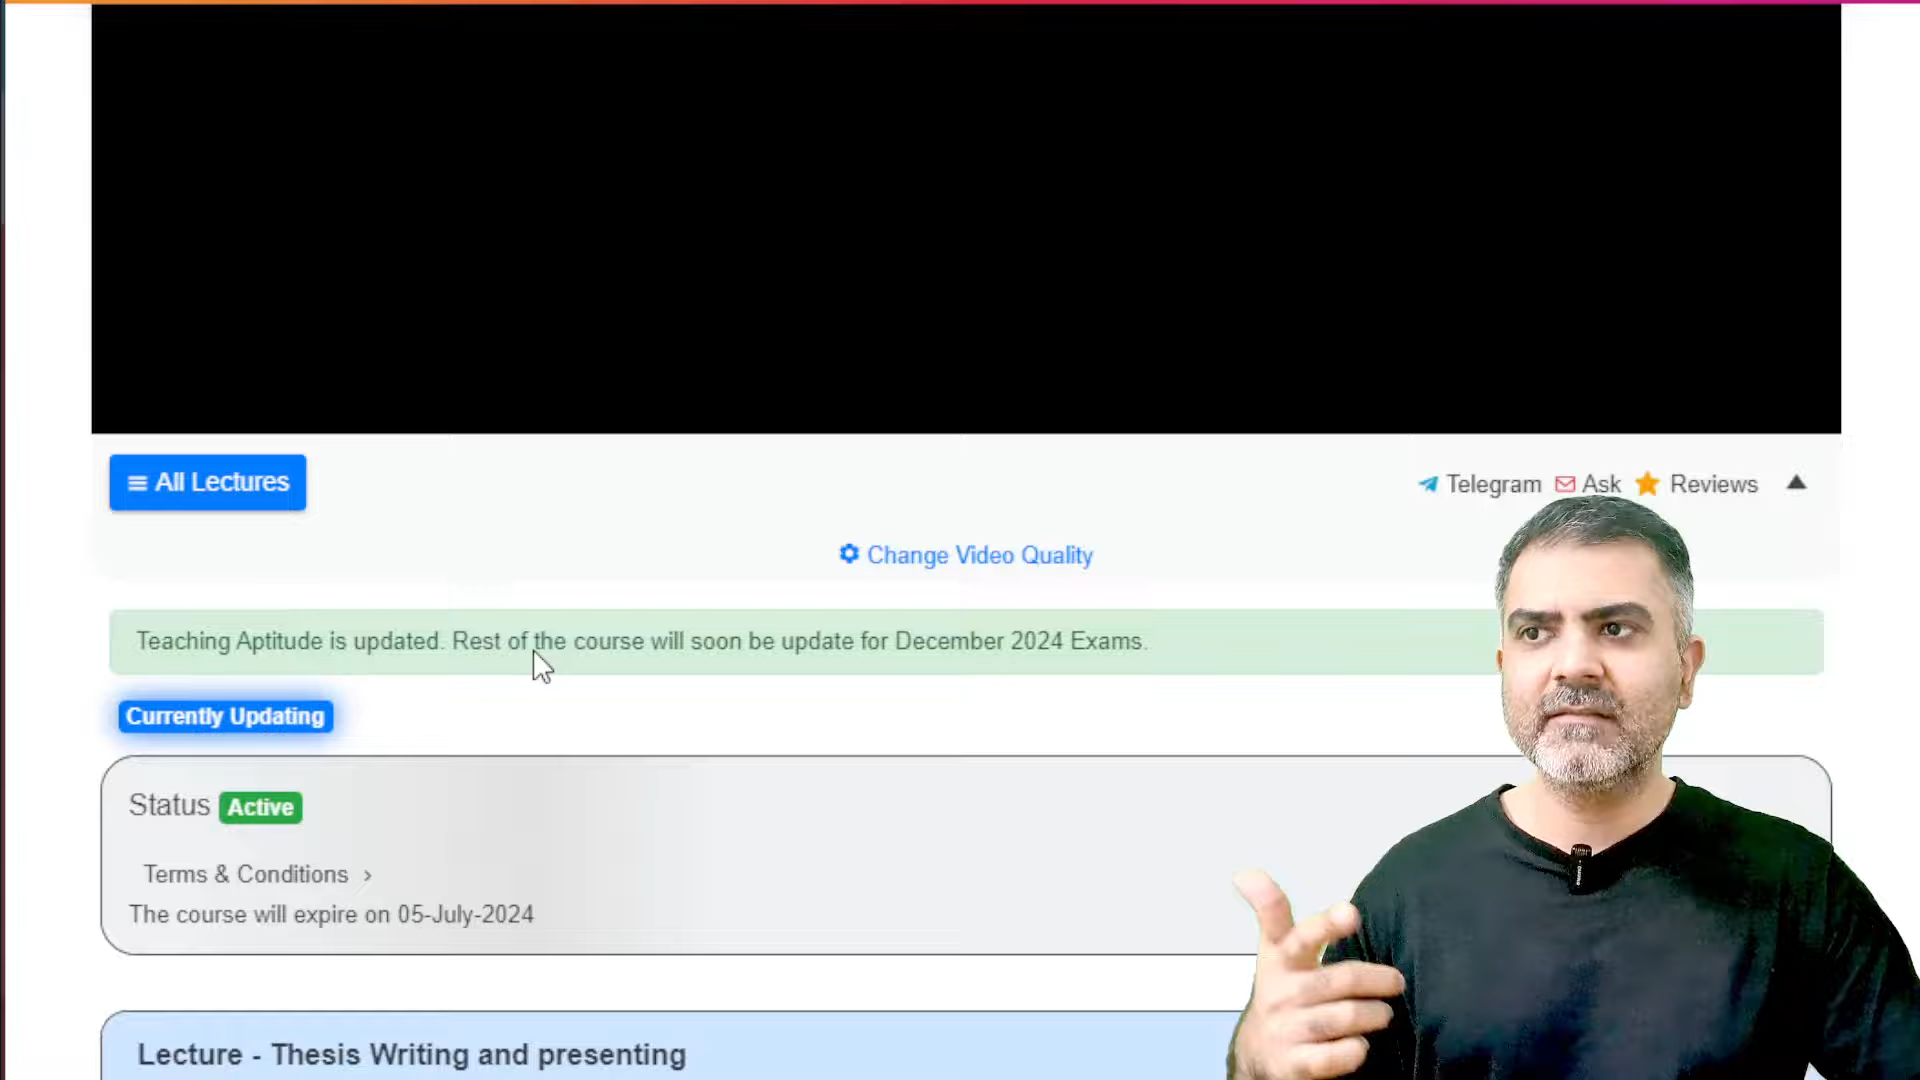 All Lectures
Telegram Ask Reviews
Change Video Quality
Teaching Aptitude is updated. Rest of the course will soon be update for December 2024 Exams.
Currently Updating
Status Active
Terms & Conditions
The course will expire on 05-July-2024
Lecture - Thesis Writing and presenting